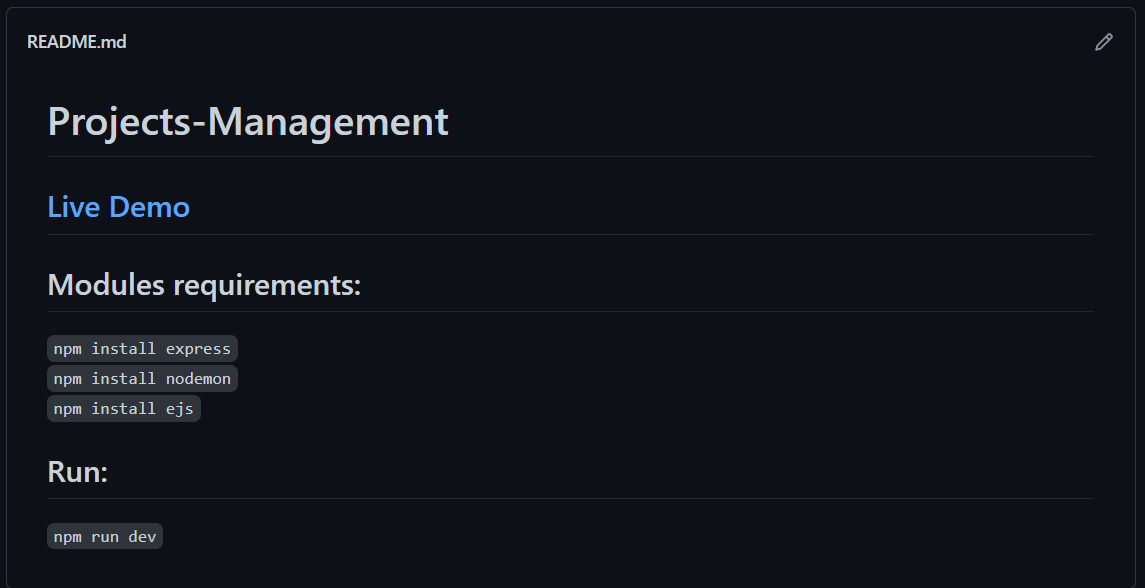 README.md
Projects-Management
Live Demo
Modules requirements:
npm install express
npm install nodemon
npm install ejs
Run:
npm run dev